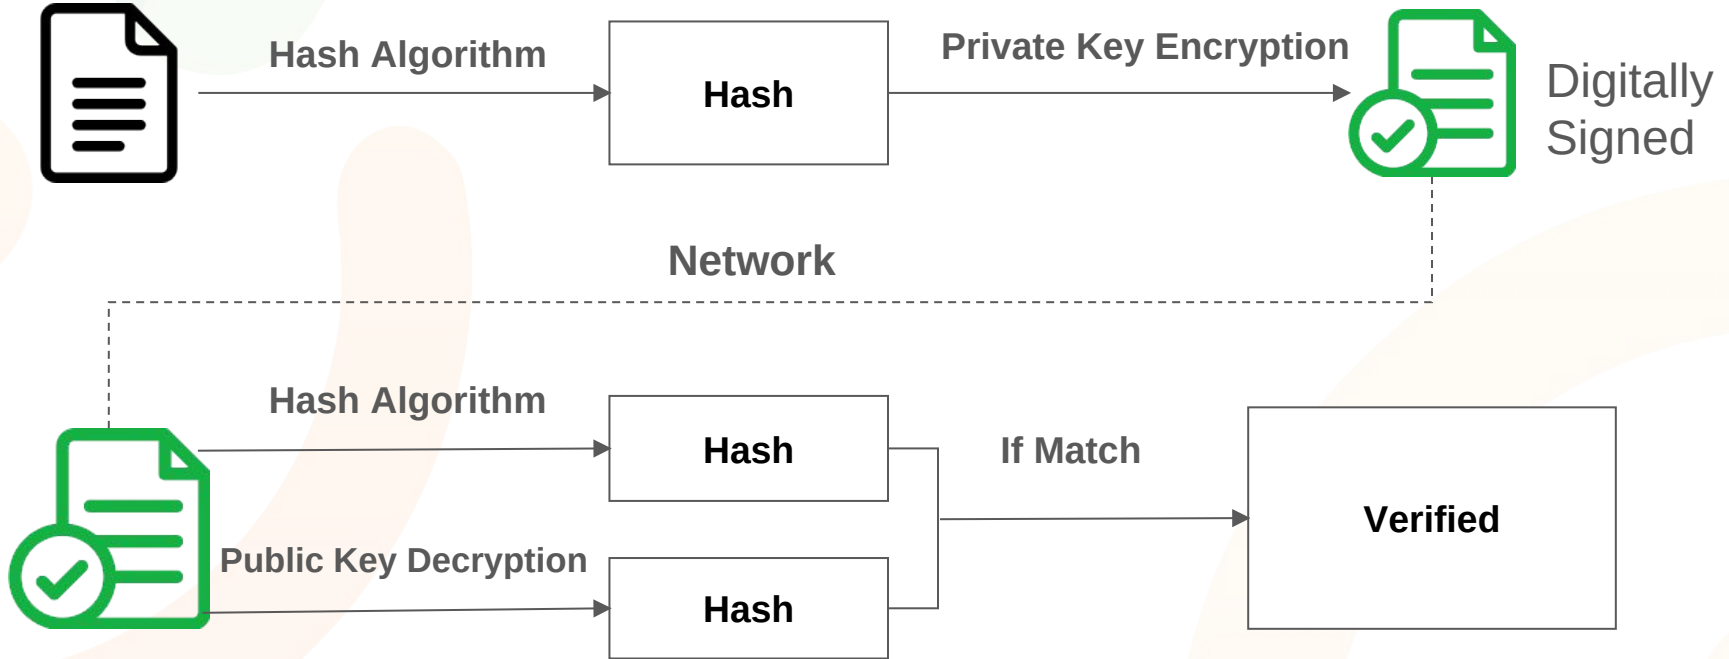 Hash Algorithm
Hash
Private Key Encryption
Digitally
Signed
Network
Hash Algorithm
Hash
If Match
Verified
Public Key Decryption
Hash